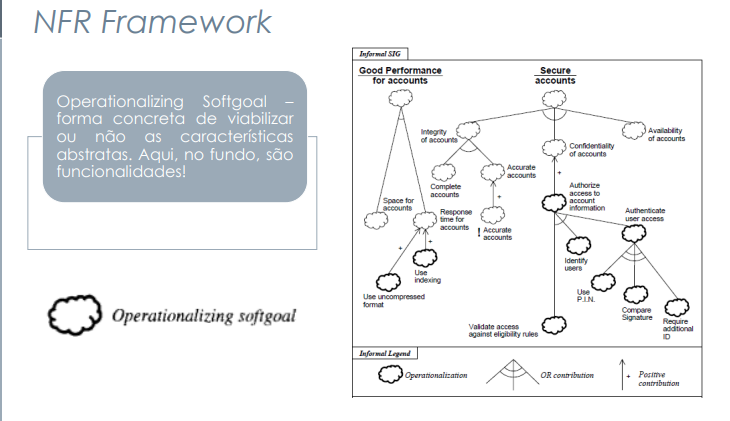 NFR Framework
Operationalizing Softgoal –
forma concreta de viabilizar
ou não as características
abstratas. Aqui, no fundo, são
funcionalidades!
Operationalizing softgoal
Informal SIG
Good Performance
for accounts
Secure
accounts
Integrity
of accounts
Availability
of accounts
Confidentiality
of accounts
Complete
accounts
Accurate
accounts
+
Authorize
access to
account
information
+
Space for
accounts
Response
time for
accounts
+
! Accurate
accounts
Authenticate
user access
+
+
Use
indexing
Identify
users
Use uncompressed
format
Use
P.I.N.
Compare
Signature
Require
additional
ID
Validate access
against eligibility rules
Informal Legend
Operationalization
OR contribution
+ Positive
contribution